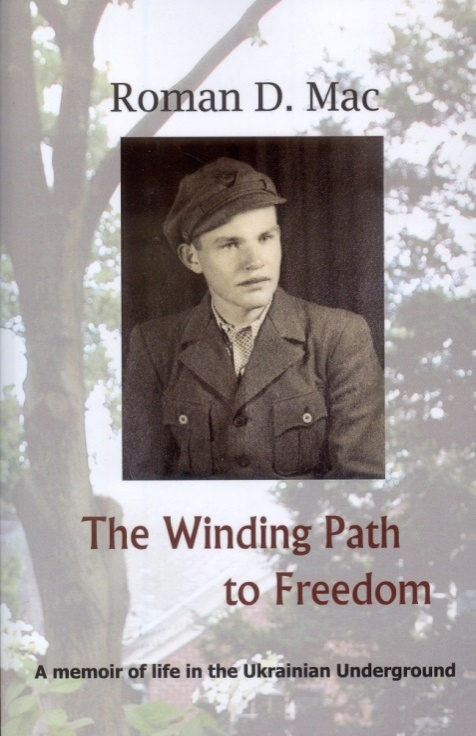 Roman D. Mac
The Winding Path
to Freedom
A memoir of life in the Ukrainian Underground